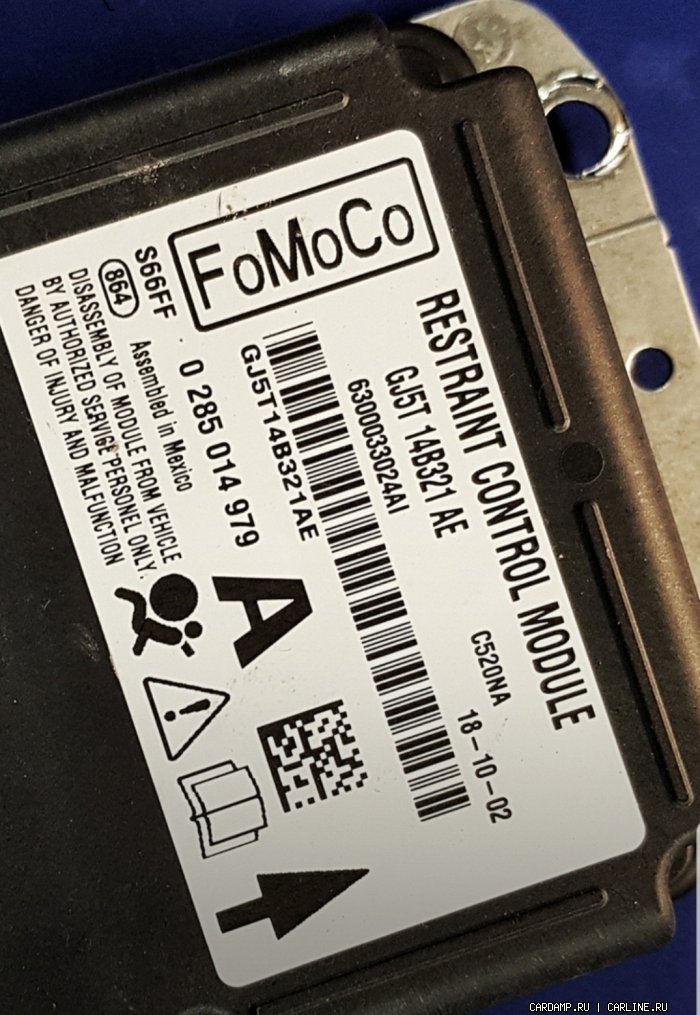 FoMoCo
RESTRAINT CONTROL MODULE
GJ5T 14B321 AE
C520NA
6300033024AI
18-10-02
GJ5T14B321AE
0 285 014 979
A
S66FF
864
Assembled in Mexico
DISASSEMBLY OF MODULE FROM VEHICLE
BY AUTHORIZED SERVICE PERSONEL ONLY.
DANGER OF INJURY AND MALFUNCTION
CARDAMP.RU | CARLINE.RU